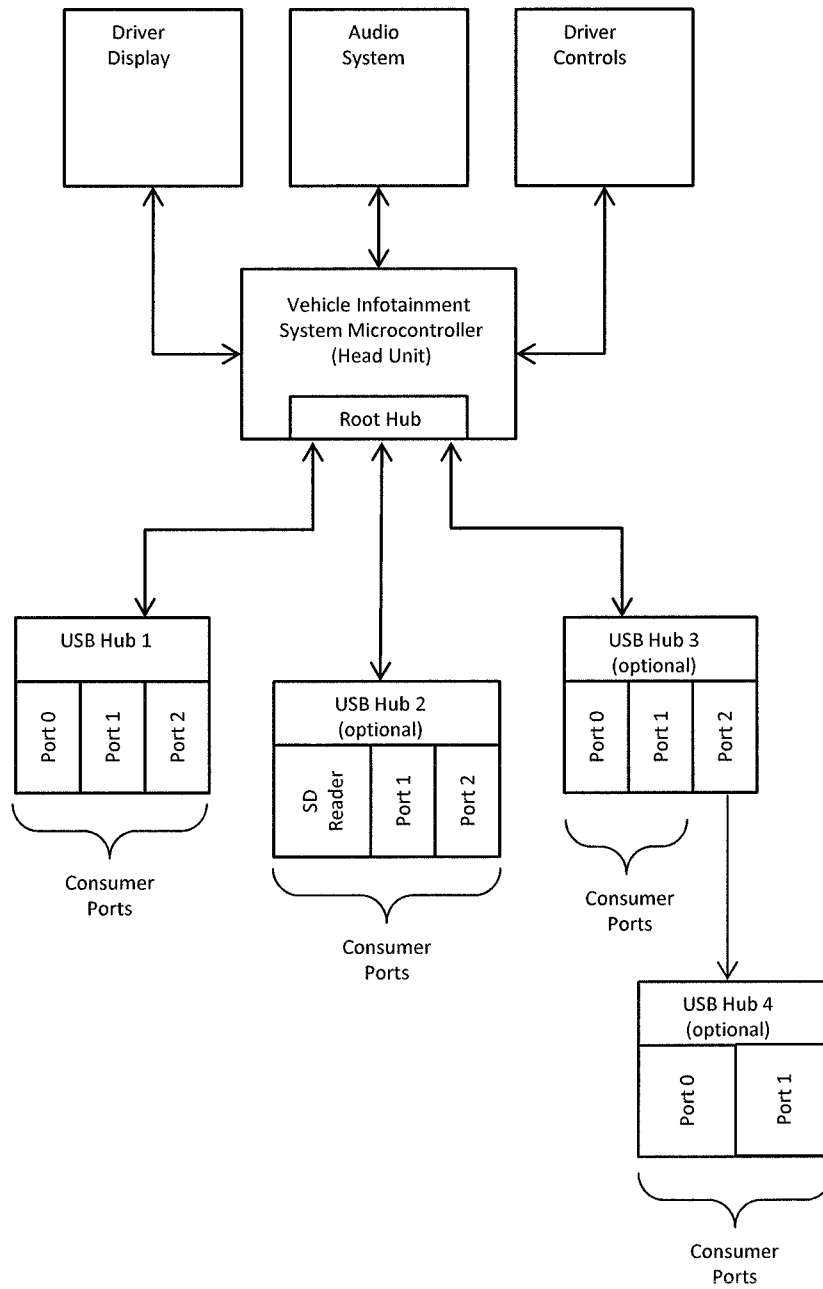 Driver
Display
Audio
System
Driver
Controls
Vehicle Infotainment
System Microcontroller
(Head Unit)
Root Hub
USB Hub 1
Port 0
Port 1
Port 2
Consumer
Ports
USB Hub 2
(optional)
SD
Reader
Port 1
Port 2
Consumer
Ports
USB Hub 3
(optional)
Port 0
Port 1
Port 2
Consumer
Ports
USB Hub 4
(optional)
Port 0
Port 1
Consumer
Ports